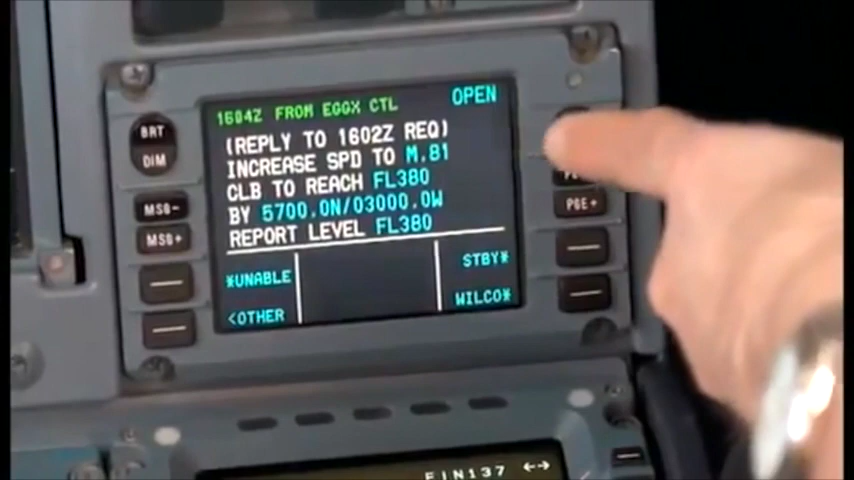 1604Z FROM EGGX CTL
OPEN
(REPLY TO 1602Z REQ)
INCREASE SPD TO M.81
CLB TO REACH FL380
BY 5700.0N/03000.0W
REPORT LEVEL FL380
*UNABLE
STBY*
<OTHER
WILCO*
BRT
DIM
MSG-
MSG+
PGE+
FIN137 ←→